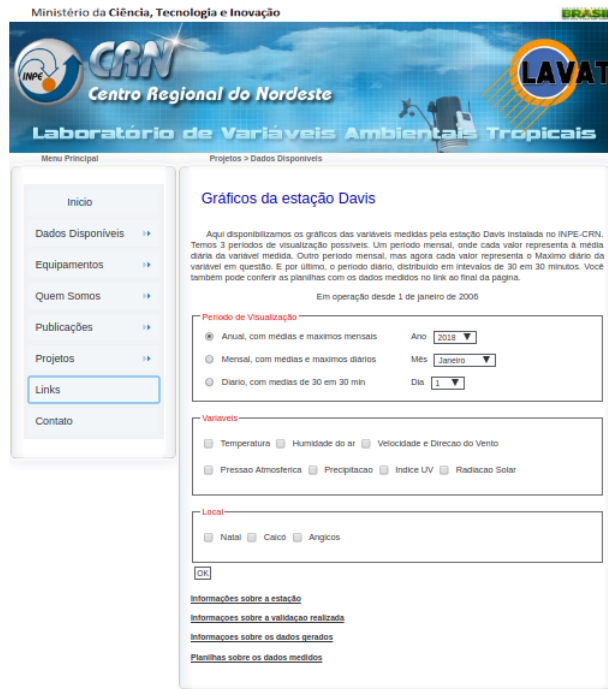 Ministério da Ciência, Tecnologia e Inovação
BRASIL
INPE
CRN
Centro Regional do Nordeste
LAVAT
Laboratório de Variáveis Ambientais Tropicais
Menu Principal
Projetos > Dados Disponíveis
Inicio
Dados Disponíveis
Equipamentos
Quem Somos
Publicações
Projetos
Links
Contato
Gráficos da estação Davis
Aqui disponibilizamos os gráficos das variáveis medidas pela estação Davis instalada no INPE-CRN.
Temos 3 períodos de visualização possíveis. Um período mensal, onde cada valor representa à média
diária da variável medida. Outro período mensal, mas agora cada valor representa o Maximo diário da
variável em questão. E por último, o período diário, distribuído em intevalos de 30 em 30 minutos. Você
também pode conferir as planilhas com os dados medidos no link ao final da página.
Em operação desde 1 de janeiro de 2006
Período de Visualização
Anual, com médias e maximos mensais Ano 2018 ▼
Mensal, com médias e maximos diários Mês Janeiro ▼
Diario, com medias de 30 em 30 min Dia 1 ▼
Variaveis
Temperatura Humidade do ar Velocidade e Direcao do Vento
Pressao Atmosferica Precipitacao Indice UV Radiacao Solar
Local
Natal Caicó Angicos
OK
Informações sobre a estação
Informaçoes sobre a validaçao realizada
Informaçoes sobre os dados gerados
Planilhas sobre os dados medidos